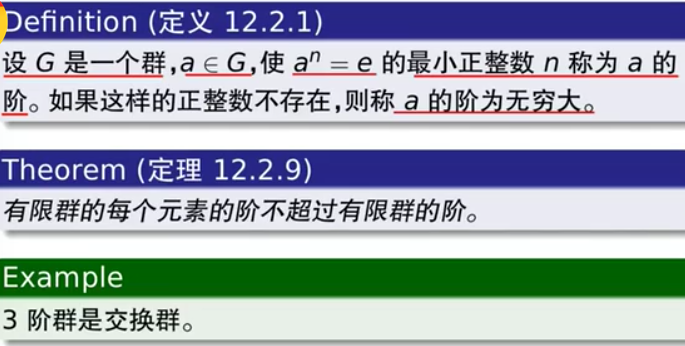 Definition (定义 12.2.1)
设 G 是一个群,a ∈ G,使 aⁿ = e 的最小正整数 n 称为 a 的
阶。如果这样的正整数不存在,则称 a 的阶为无穷大。
Theorem (定理 12.2.9)
有限群的每个元素的阶不超过有限群的阶。
Example
3 阶群是交换群。